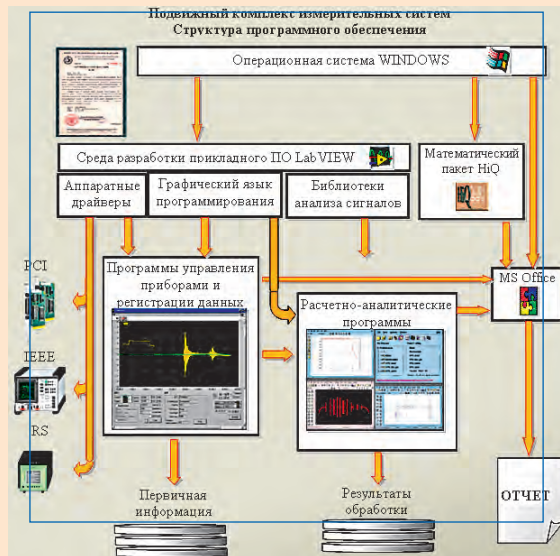 Подвижный комплекс измерительных систем
Структура программного обеспечения
Операционная система WINDOWS
Среда разработки прикладного ПО LabVIEW
Математический
пакет HiQ
Аппаратные
драйверы
Графический язык
программирования
Библиотеки
анализа сигналов
PCI
Программы управления
приборами и
регистрации данных
MS Office
Расчетно-аналитические
программы
IEEE
RS
Первичная
информация
Результаты
обработки
ОТЧЕТ